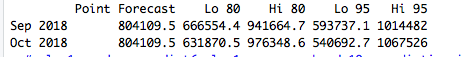 Point Forecast Lo 80 Hi 80 Lo 95 Hi 95
Sep 2018 804109.5 666554.4 941664.7 593737.1 1014482
Oct 2018 804109.5 631870.5 976348.6 540692.7 1067526